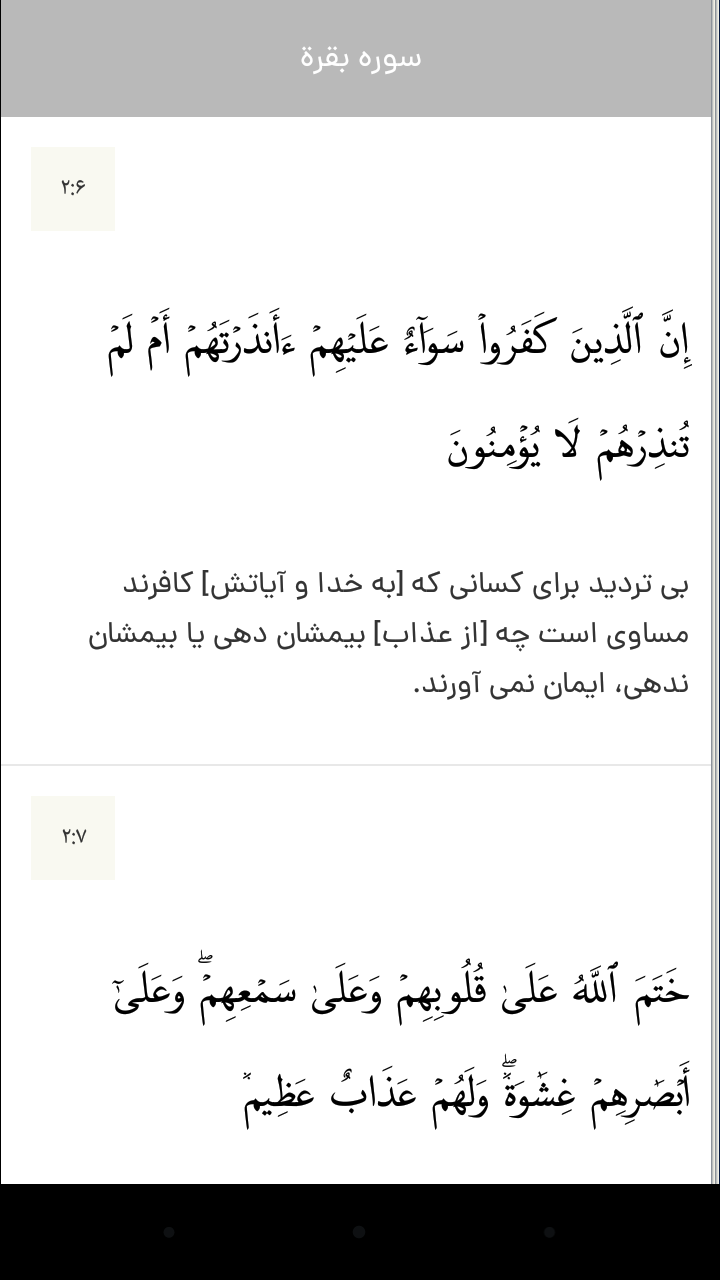 سوره بقرة
۲:۶
إِنَّ ٱلَّذِينَ كَفَرُواْ سَوَآءٌ عَلَيۡهِمۡ ءَأَنذَرۡتَهُمۡ أَمۡ لَمۡ
تُنذِرۡهُمۡ لَا يُؤۡمِنُونَ
بی تردید برای کسانی که [به خدا و آیاتش] کافرند
مساوی است چه [از عذاب] بیمشان دهی یا بیمشان
ندهی، ایمان نمی آورند.
۲:۷
خَتَمَ ٱللَّهُ عَلَىٰ قُلُوبِهِمۡ وَعَلَىٰ سَمۡعِهِمۡۖ وَعَلَىٰٓ
أَبۡصَٰرِهِمۡ غِشَٰوَةٞۖ وَلَهُمۡ عَذَابٌ عَظِيمٞ